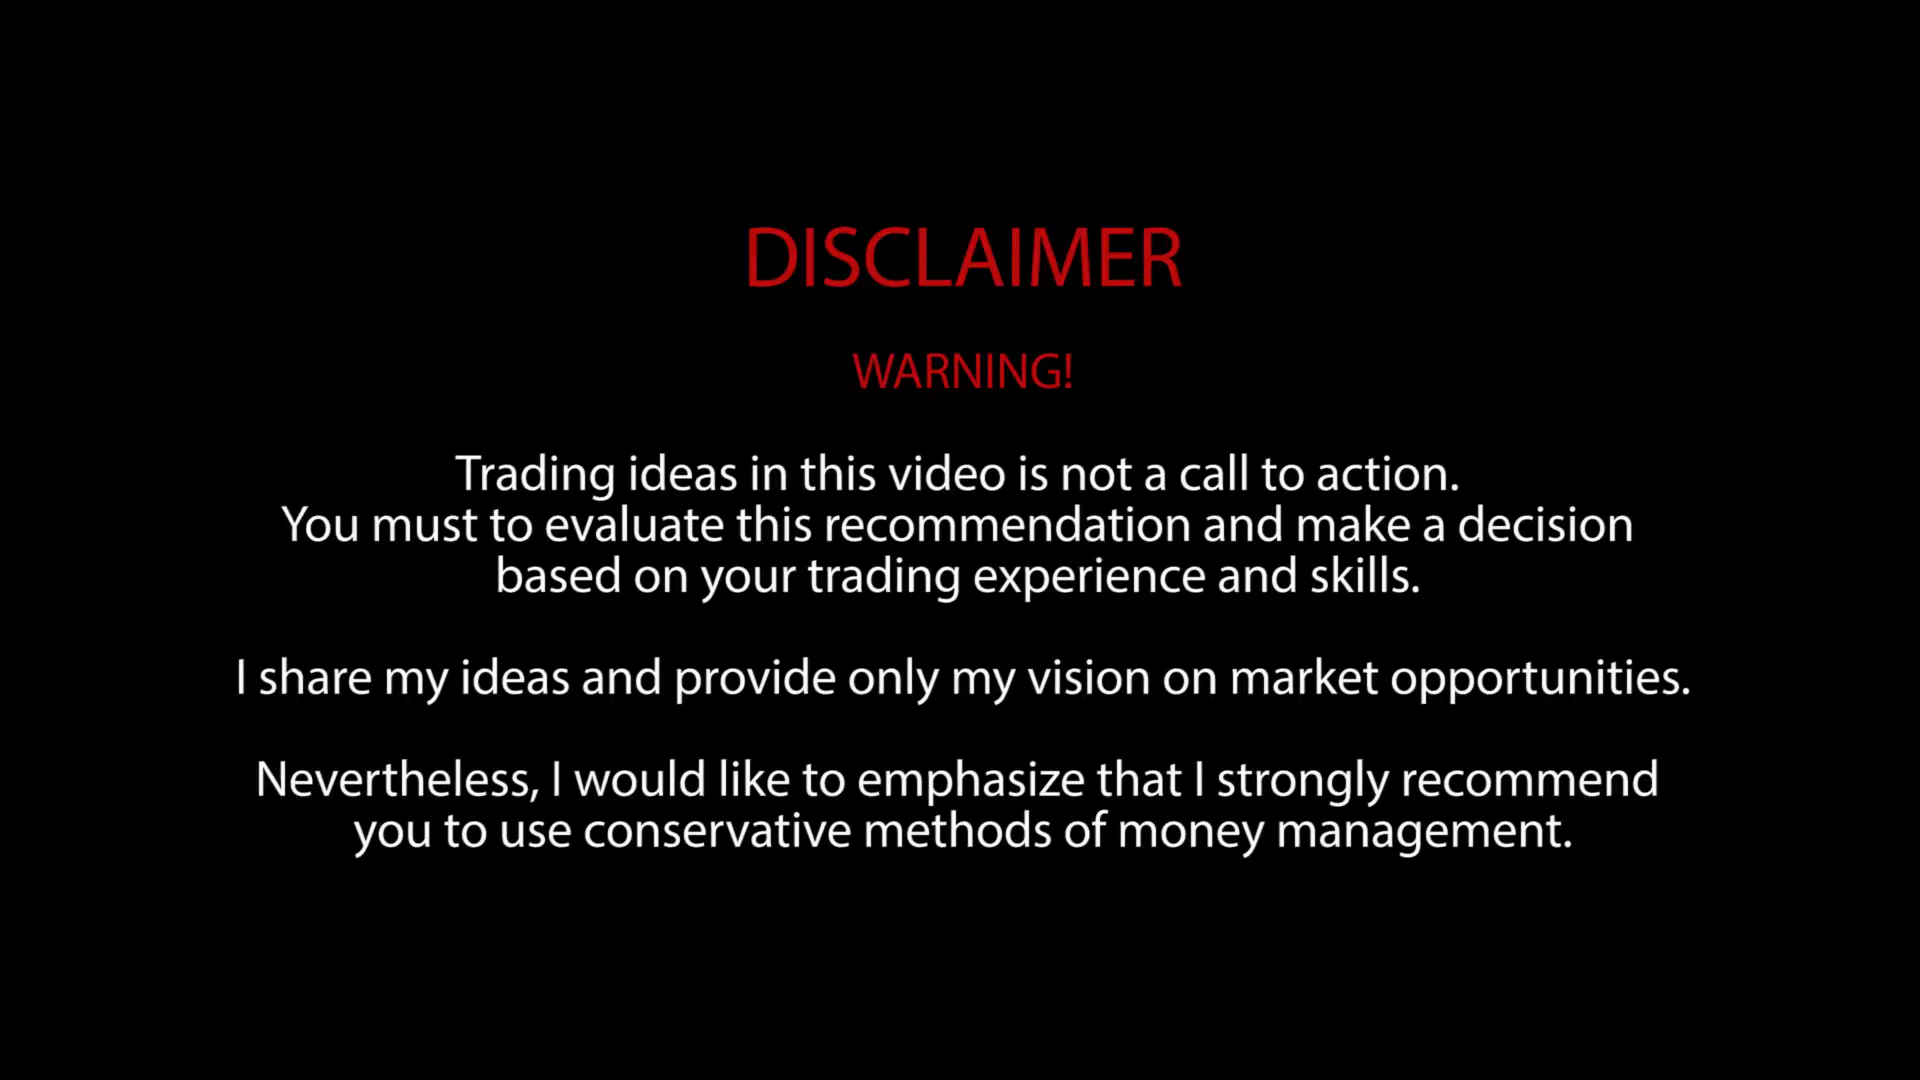 DISCLAIMER
WARNING!
Trading ideas in this video is not a call to action.
You must to evaluate this recommendation and make a decision
based on your trading experience and skills.
I share my ideas and provide only my vision on market opportunities.
Nevertheless, I would like to emphasize that I strongly recommend
you to use conservative methods of money management.